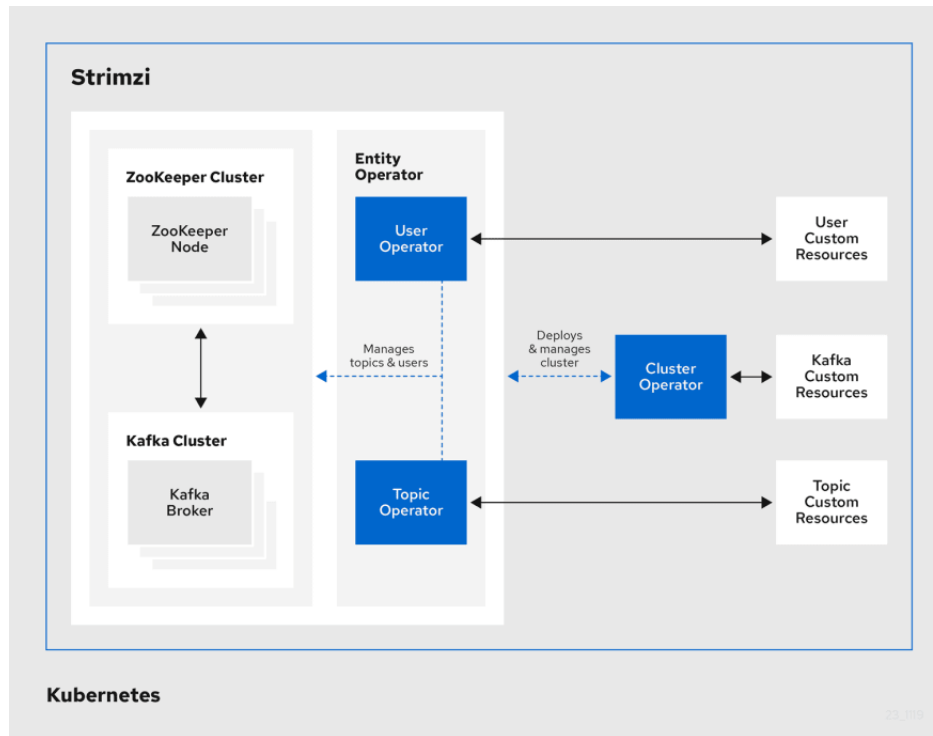 Strimzi
ZooKeeper Cluster
ZooKeeper
Node
Kafka Cluster
Kafka
Broker
Entity
Operator
User
Operator
Manages
topics & users
Topic
Operator
Deploys
& manages
cluster
Cluster
Operator
User
Custom
Resources
Kafka
Custom
Resources
Topic
Custom
Resources
Kubernetes
23_1119